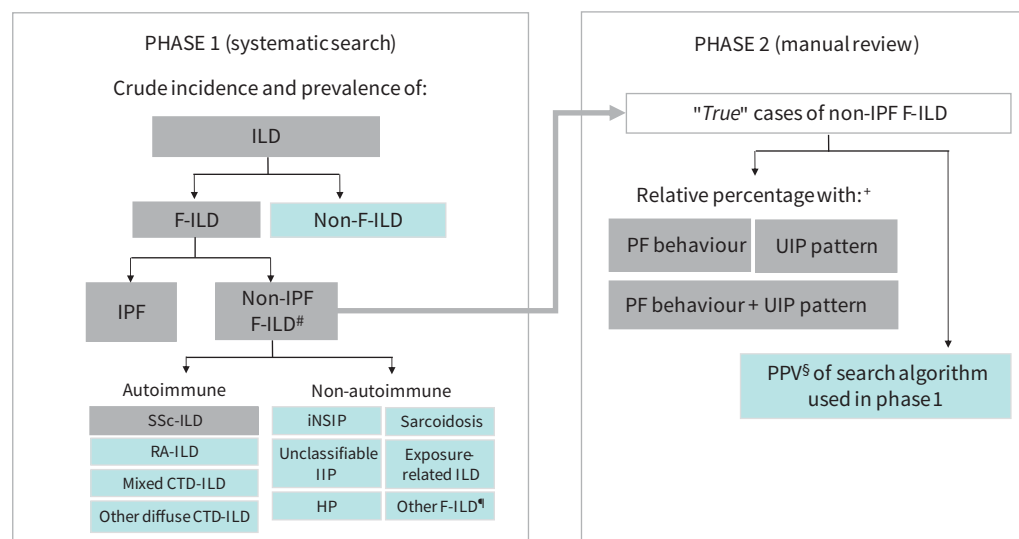 PHASE 1 (systematic search)
Crude incidence and prevalence of:
ILD
F-ILD
Non-F-ILD
IPF
Non-IPF
F-ILD#
Autoimmune
SSc-ILD
RA-ILD
Mixed CTD-ILD
Other diffuse CTD-ILD
Non-autoimmune
iNSIP
Sarcoidosis
Unclassifiable
IIP
Exposure-
related ILD
HP
Other F-ILD¶
PHASE 2 (manual review)
"True" cases of non-IPF F-ILD
Relative percentage with:+
PF behaviour
UIP pattern
PF behaviour + UIP pattern
PPV§ of search algorithm
used in phase 1